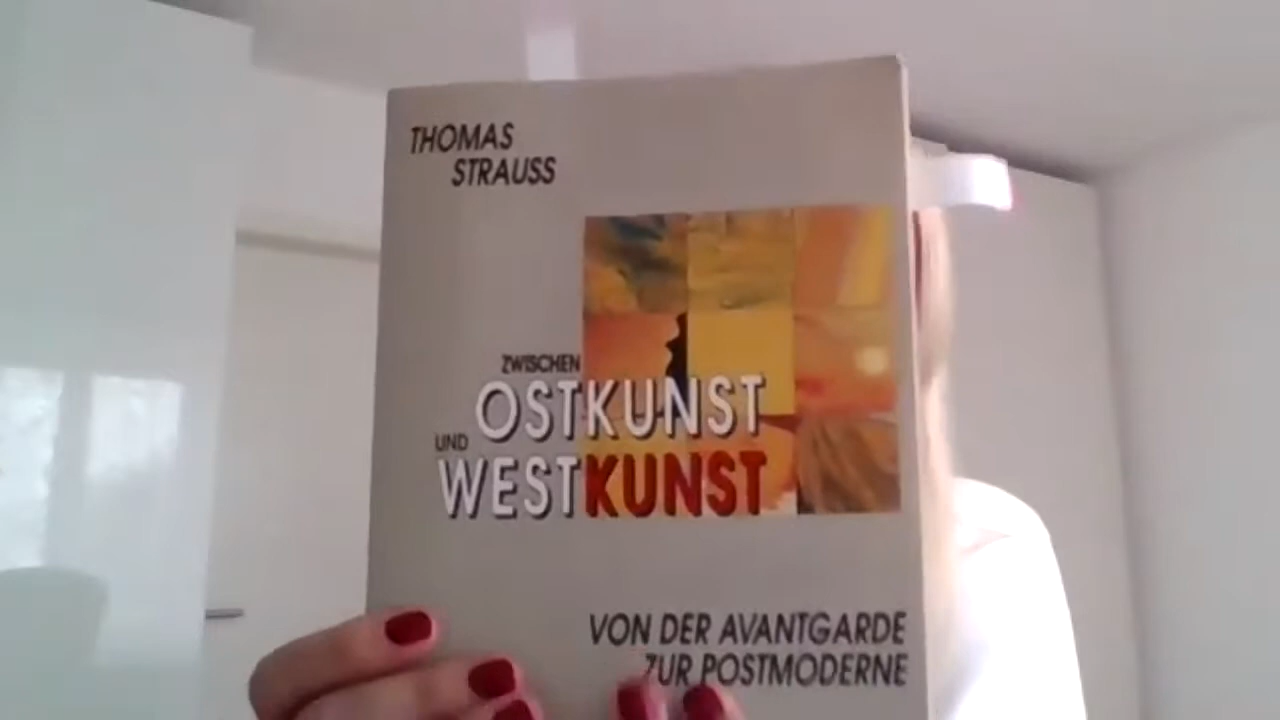 THOMAS
STRAUSS
ZWISCHEN
OSTKUNST
UND
WESTKUNST
VON DER AVANTGARDE
ZUR POSTMODERNE